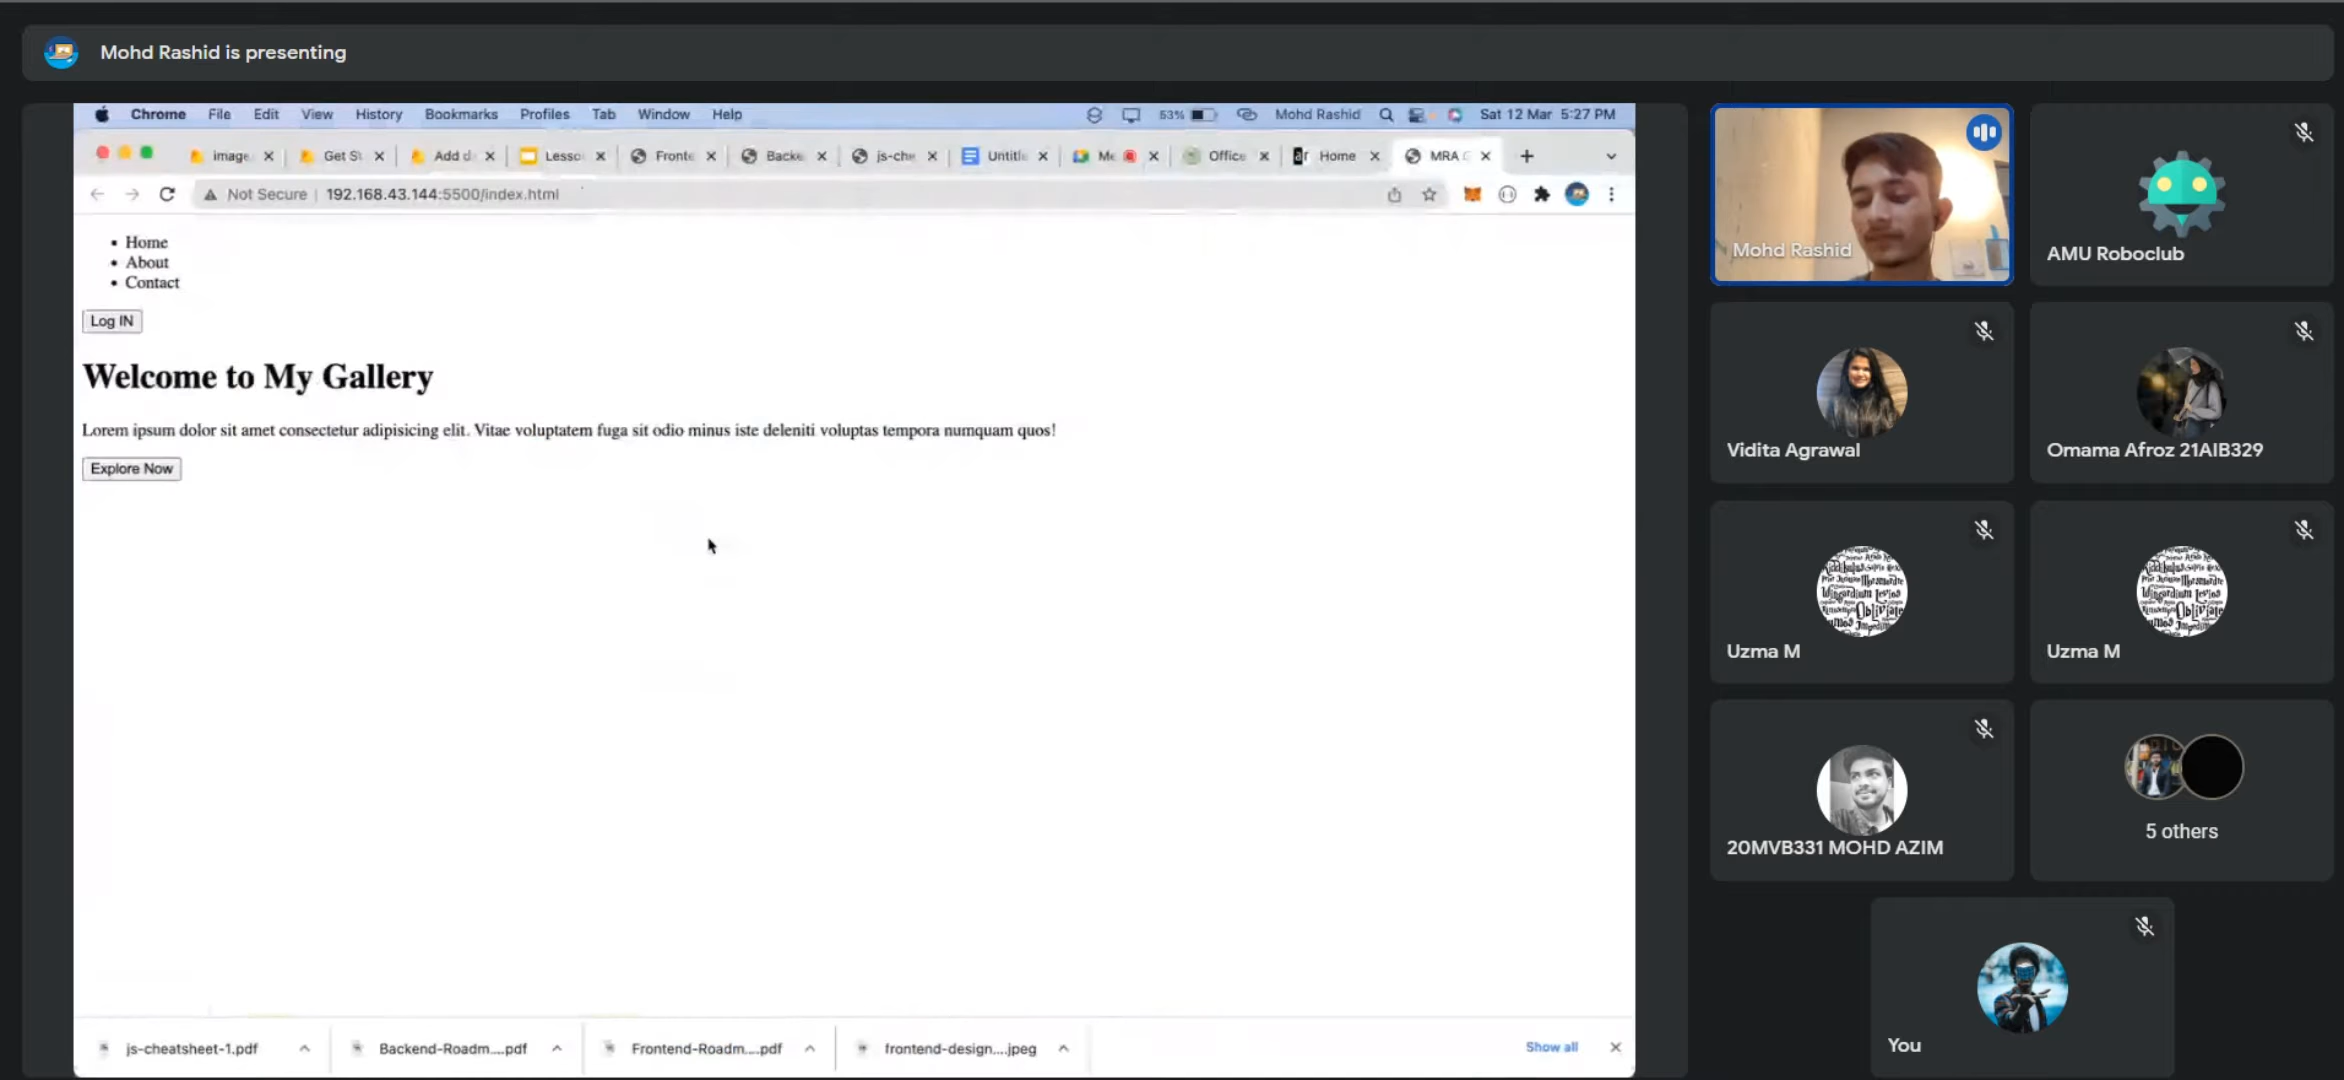 Mohd Rashid is presenting
Chrome File Edit View History Bookmarks Profiles Tab Window Help 53% Mohd Rashid Sat 12 Mar 5:27 PM
image Get St Add d Lesso Fronte Backe js-che Untitle Me Office ar Home MRA G
Not Secure | 192.168.43.144:5500/index.html
Home
About
Contact
Log IN
Welcome to My Gallery
Lorem ipsum dolor sit amet consectetur adipisicing elit. Vitae voluptatem fuga sit odio minus iste deleniti voluptas tempora numquam quos!
Explore Now
js-cheatsheet-1.pdf Backend-Roadm....pdf Frontend-Roadm....pdf frontend-design....jpeg Show all
Mohd Rashid
AMU Roboclub
Vidita Agrawal
Omama Afroz 21AIB329
Uzma M
Uzma M
20MVB331 MOHD AZIM
5 others
You